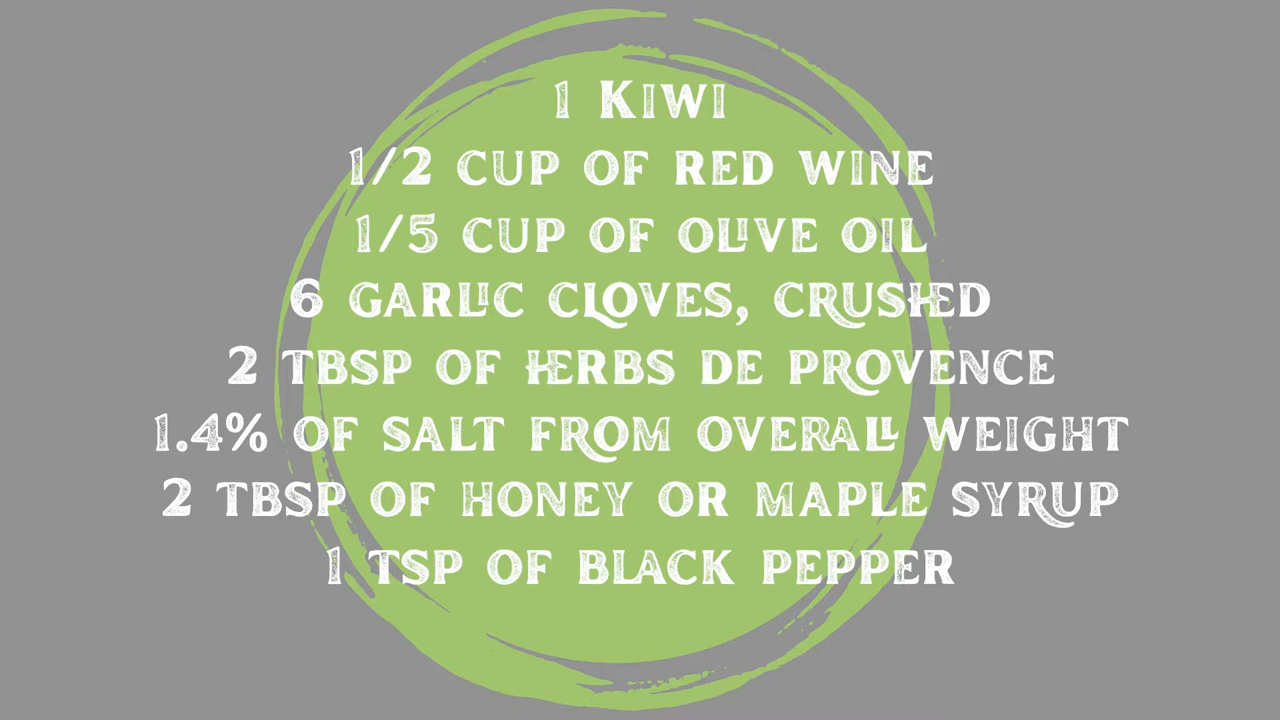 1 Kiwi
1/2 CUP OF RED WINE
1/5 CUP OF OLIVE OIL
6 GARLIC CLOVES, CRUSHED
2 TBSP OF HERBS DE PROVENCE
1.4% OF SALT FROM OVERALL WEIGHT
2 TBSP OF HONEY OR MAPLE SYRUP
1 TSP OF BLACK PEPPER